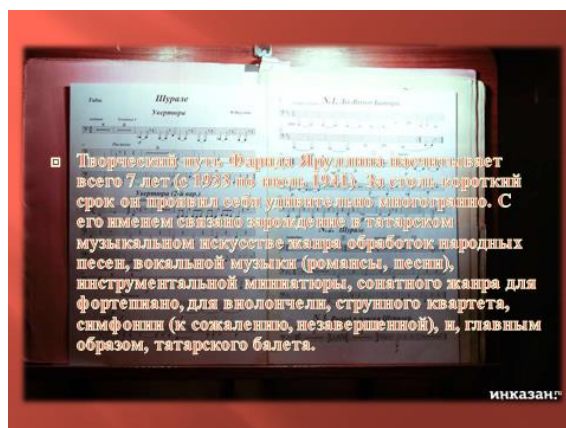 Tuba
Шурале
Увертюра
Творческий путь Фарида Яруллина насчитывает
всего 7 лет (с 1933 по июль 1941). За столь короткий
срок он проявил себя удивительно многогранно. С
его именем связано зарождение в татарском
музыкальном искусстве жанра обработок народных
песен, вокальной музыки (романсы, песни),
инструментальной миниатюры, сонатного жанра для
фортепиано, для виолончели, струнного квартета,
симфонии (к сожалению, незавершенной), и, главным
образом, татарского балета.
инказан